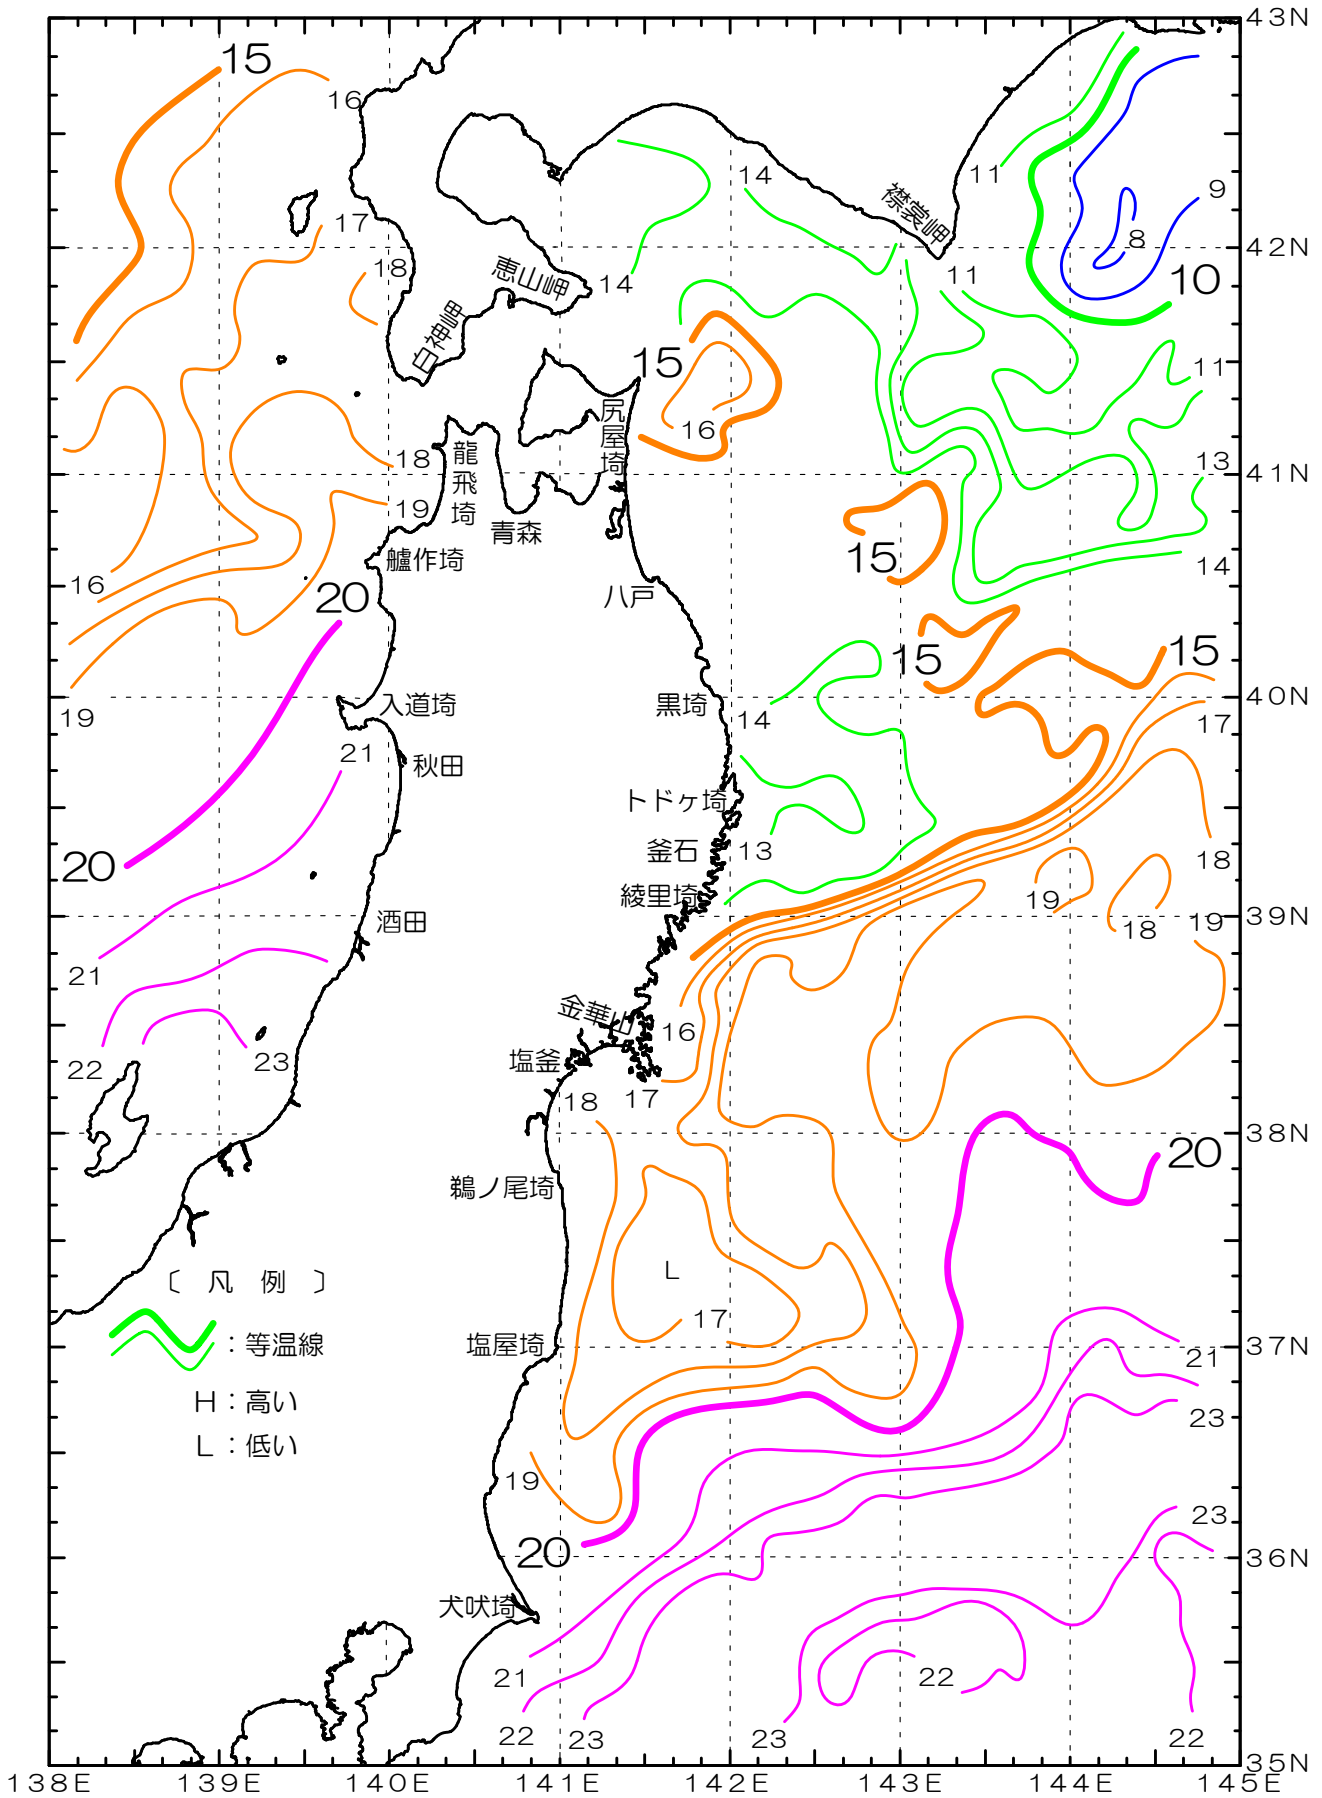 43N
15
16
11
9
14
襟裳岬
17
42N
8
18
恵山岬
11
14
10
白神岬
15
11
尻屋埼
16
18
龍飛埼
41N
13
19
青森
15
艫作埼
14
16
20
八戸
15
15
40N
入道埼
黒埼
17
19
14
21
秋田
トドヶ埼
釜石
13
18
20
綾里埼
19
39N
酒田
18
19
21
金華山
16
22
23
塩釜
18
17
38N
20
鵜ノ尾埼
L
〔 凡 例 〕
17
:等温線
塩屋埼
37N
21
H:高い
23
L:低い
19
23
20
36N
犬吠埼
21
22
22
23
23
22
35N
138E
139E
140E
141E
142E
143E
144E
145E